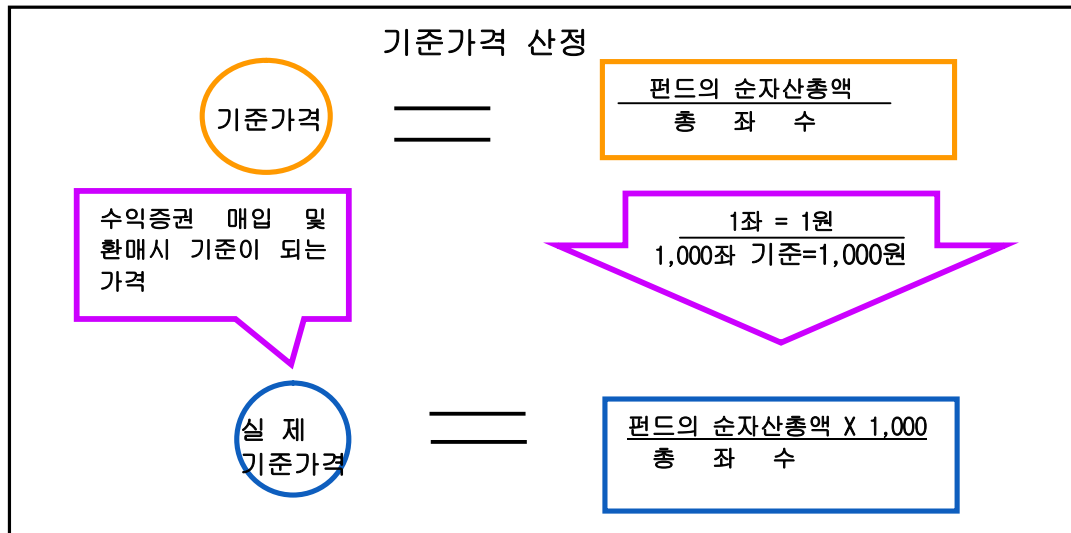 기준가격 산정
기준가격
펀드의 순자산총액
총 좌 수
수익증권 매입 및
환매시 기준이 되는
가격
1좌 = 1원
1,000좌 기준=1,000원
실 제
기준가격
펀드의 순자산총액 X 1,000
총 좌 수